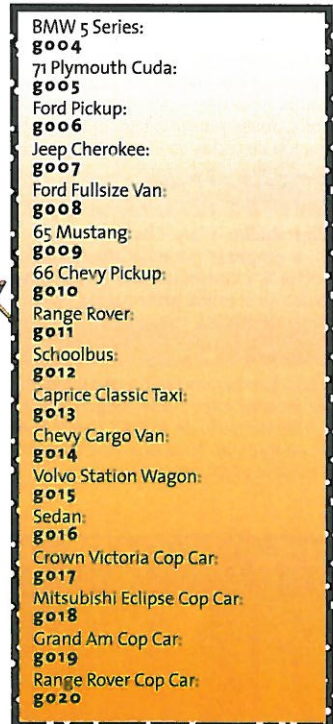 BMW 5 Series:
g004
71 Plymouth Cuda:
g005
Ford Pickup:
g006
Jeep Cherokee:
g007
Ford Fullsize Van:
g008
65 Mustang:
g009
66 Chevy Pickup:
g010
Range Rover:
g011
Schoolbus:
g012
Caprice Classic Taxi:
g013
Chevy Cargo Van:
g014
Volvo Station Wagon:
g015
Sedan:
g016
Crown Victoria Cop Car:
g017
Mitsubishi Eclipse Cop Car:
g018
Grand Am Cop Car:
g019
Range Rover Cop Car:
g020